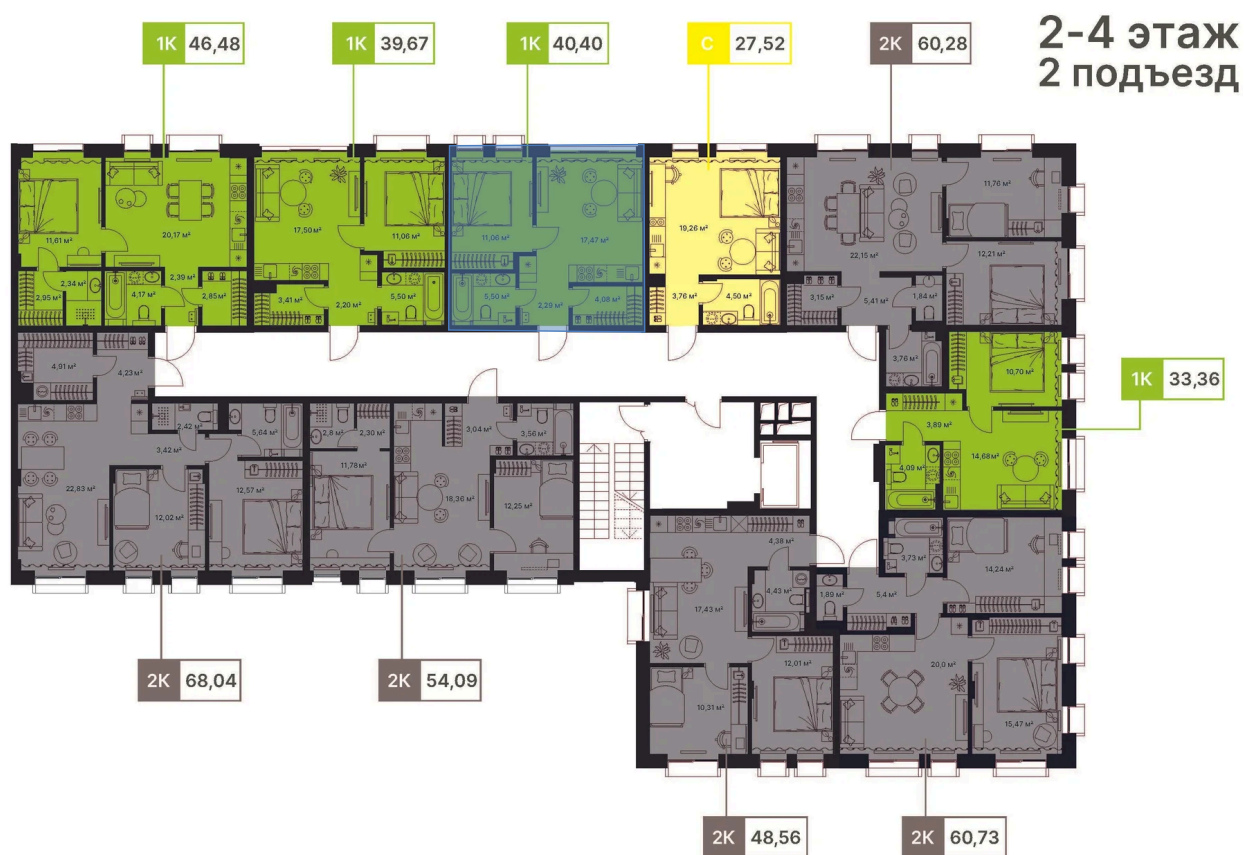 2-4 этаж
2 подъезд
1К 46,48
1К 39,67
1К 40,40
С 27,52
2К 60,28
11,61 м²
20,17 м²
2,95 м²
2,34 м²
4,17 м²
2,39 м²
2,85 м²
17,50 м²
11,06 м²
3,41 м²
2,20 м²
5,50 м²
11,06 м²
17,47 м²
5,50 м²
2,29 м²
4,08 м²
19,26 м²
3,76 м²
4,50 м²
22,15 м²
11,76 м²
12,21 м²
3,15 м²
5,41 м²
1,84 м²
3,76 м²
10,70 м²
3,89 м²
14,68 м²
4,09 м²
1К 33,36
4,91 м²
4,23 м²
2,42 м²
5,64 м²
3,42 м²
22,83 м²
12,02 м²
12,57 м²
2,8 м²
2,30 м²
11,78 м²
3,04 м²
3,56 м²
18,36 м²
12,25 м²
4,38 м²
4,43 м²
17,43 м²
10,31 м²
12,01 м²
1,89 м²
3,73 м²
5,4 м²
14,24 м²
20,0 м²
15,47 м²
2К 68,04
2К 54,09
2К 48,56
2К 60,73